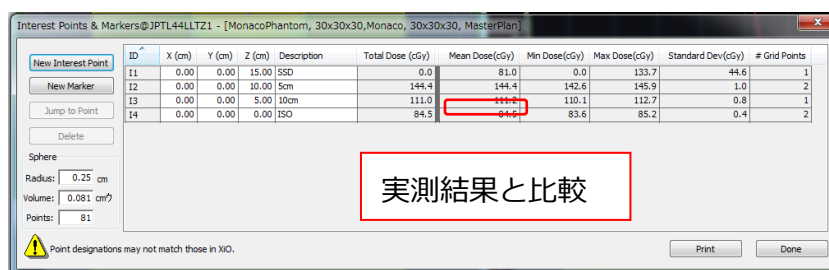 Interest Points & Markers@JPTL44LLTZ1 - [MonacoPhantom, 30x30x30,Monaco, 30x30x30, MasterPlan]
New Interest Point
New Marker
Jump to Point
Delete
Sphere
Radius: 0.25 cm
Volume: 0.081 cm³
Points: 81
ID X (cm) Y (cm) Z (cm) Description Total Dose (cGy) Mean Dose(cGy) Min Dose(cGy) Max Dose(cGy) Standard Dev(cGy) # Grid Points
I1 0.00 0.00 15.00 SSD 0.0 81.0 0.0 133.7 44.6 1
I2 0.00 0.00 10.00 5cm 144.4 144.4 142.6 145.9 1.0 2
I3 0.00 0.00 5.00 10cm 111.0 111.2 110.1 112.7 0.8 1
I4 0.00 0.00 0.00 ISO 84.5 84.5 83.6 85.2 0.4 2
実測結果と比較
Point designations may not match those in XiO.
Print
Done